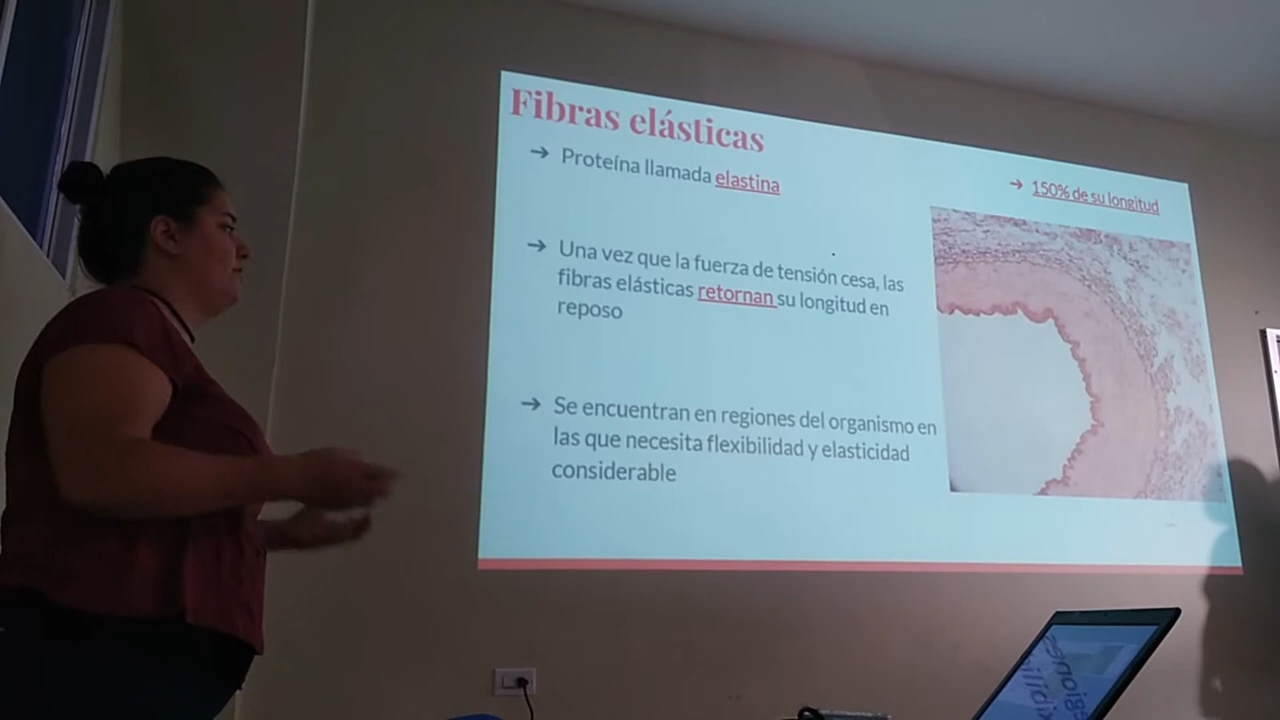 Fibras elásticas
➔ Proteína llamada elastina
➔ 150% de su longitud
➔ Una vez que la fuerza de tensión cesa, las
fibras elásticas retornan su longitud en
reposo
➔ Se encuentran en regiones del organismo en
las que necesita flexibilidad y elasticidad
considerable